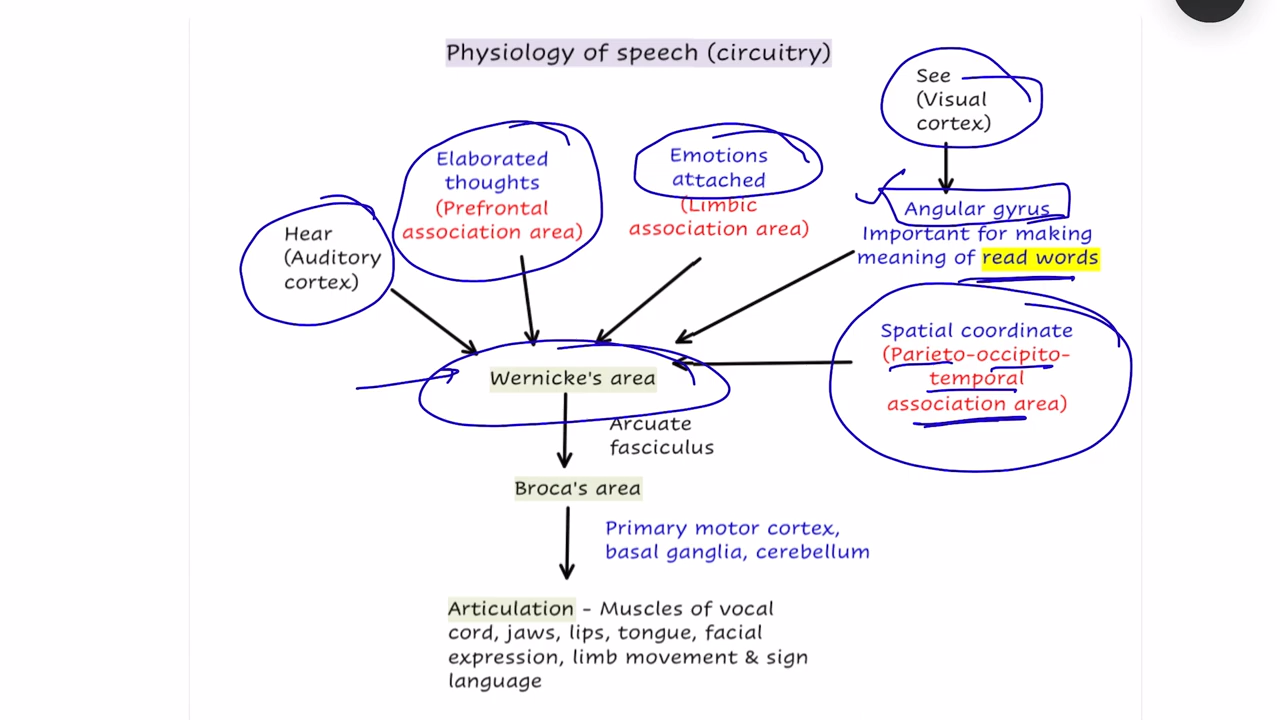 Physiology of speech (circuitry)
See
(Visual
cortex)
Elaborated
thoughts
(Prefrontal
association area)
Emotions
attached
(Limbic
association area)
Angular gyrus
Important for making
meaning of read words
Hear
(Auditory
cortex)
Spatial coordinate
(Parieto-occipito-
temporal
association area)
Wernicke's area
Arcuate
fasciculus
Broca's area
Primary motor cortex,
basal ganglia, cerebellum
Articulation - Muscles of vocal
cord, jaws, lips, tongue, facial
expression, limb movement & sign
language